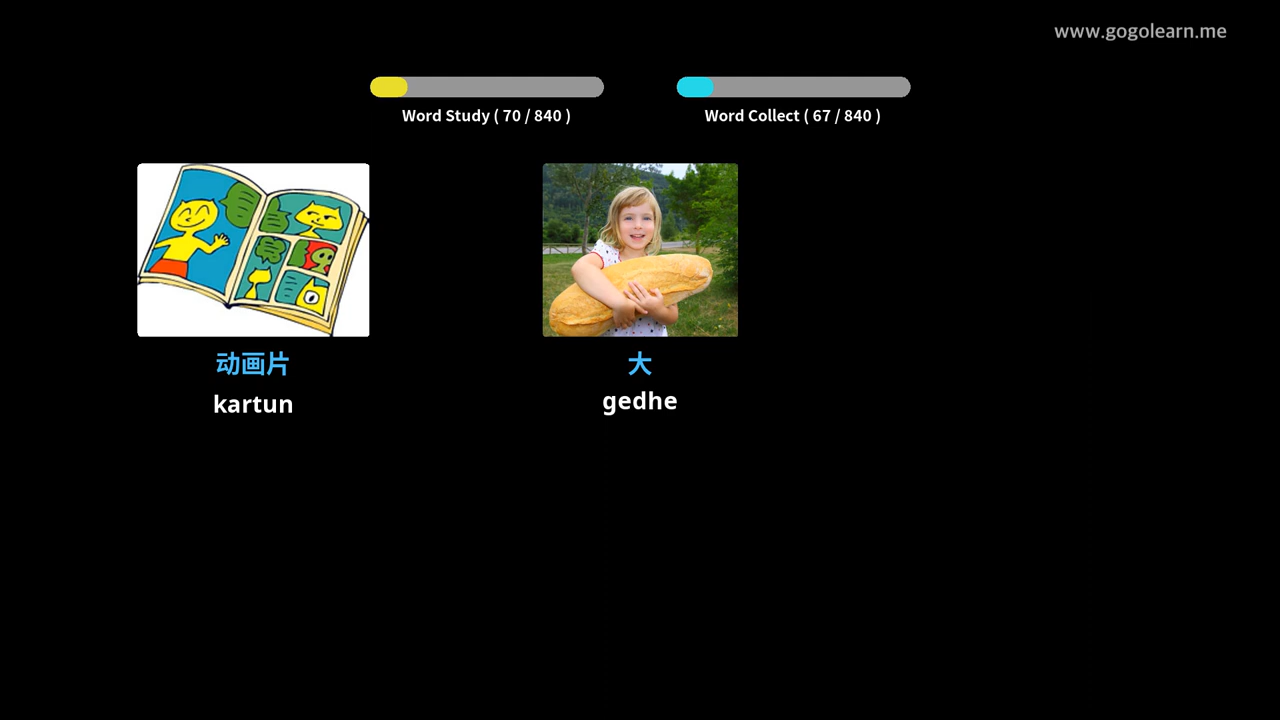 www.gogolearn.me
Word Study ( 70 / 840 )
Word Collect ( 67 / 840 )
动画片
kartun
大
gedhe